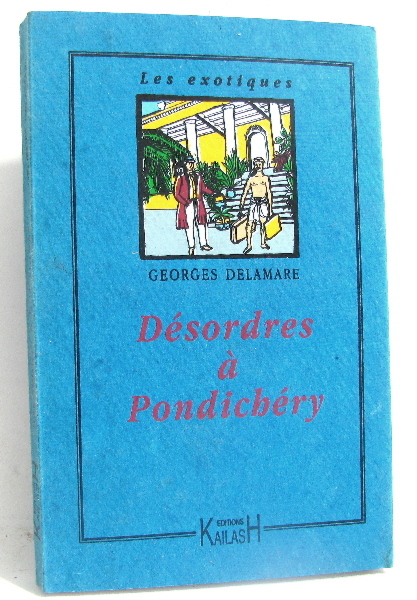 Les exotiques
GEORGES DELAMARE
Désordres
à
Pondichéry
EDITIONS
KAILASH